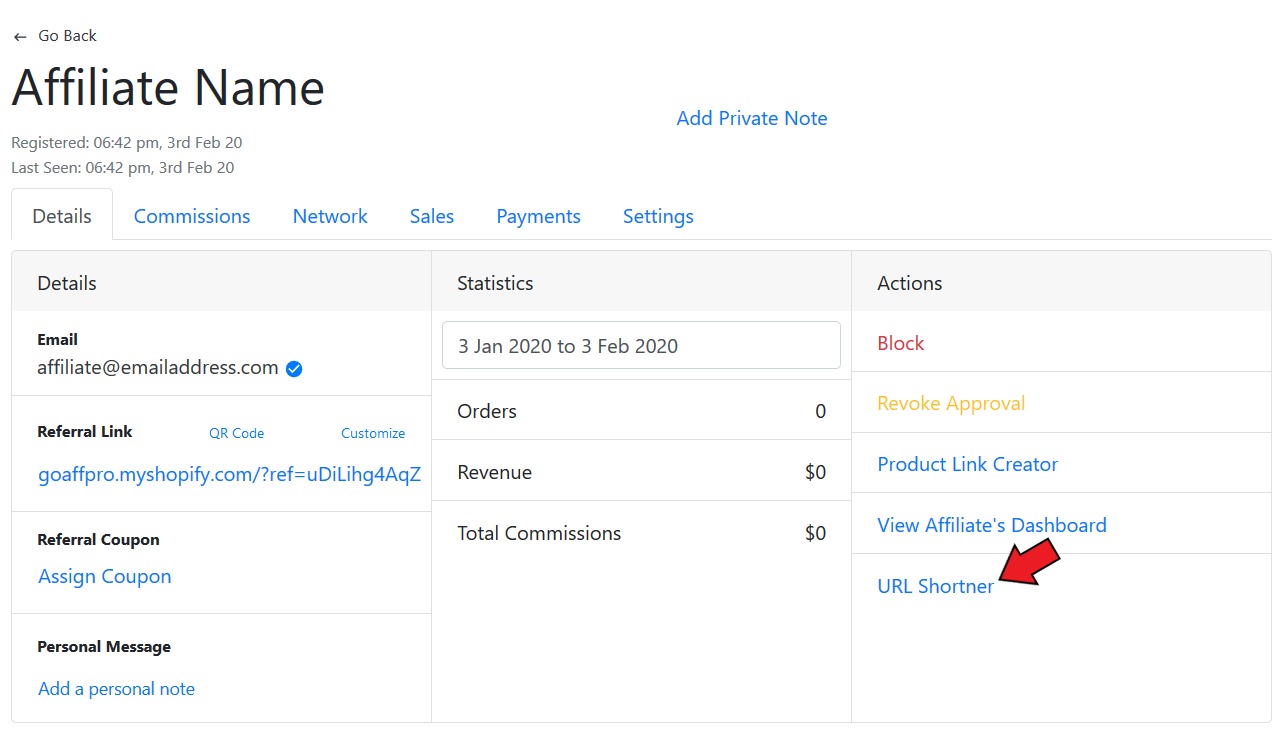 ← Go Back
Affiliate Name
Add Private Note
Registered: 06:42 pm, 3rd Feb 20
Last Seen: 06:42 pm, 3rd Feb 20
Details Commissions Network Sales Payments Settings
Details
Email
affiliate@emailaddress.com
Referral Link QR Code Customize
goaffpro.myshopify.com/?ref=uDiLihg4AqZ
Referral Coupon
Assign Coupon
Personal Message
Add a personal note
Statistics
3 Jan 2020 to 3 Feb 2020
Orders 0
Revenue $0
Total Commissions $0
Actions
Block
Revoke Approval
Product Link Creator
View Affiliate's Dashboard
URL Shortner